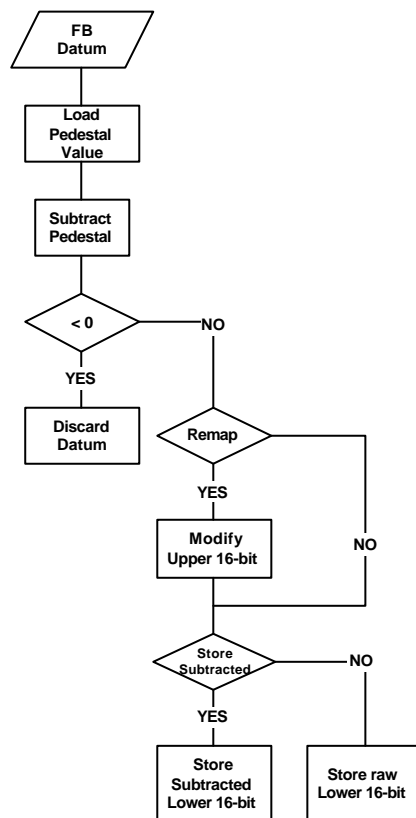 FB
Datum
Load
Pedestal
Value
Subtract
Pedestal
< 0
NO
YES
Discard
Datum
Remap
YES
NO
Modify
Upper 16-bit
Store
Subtracted
NO
YES
Store
Subtracted
Lower 16-bit
Store raw
Lower 16-bit